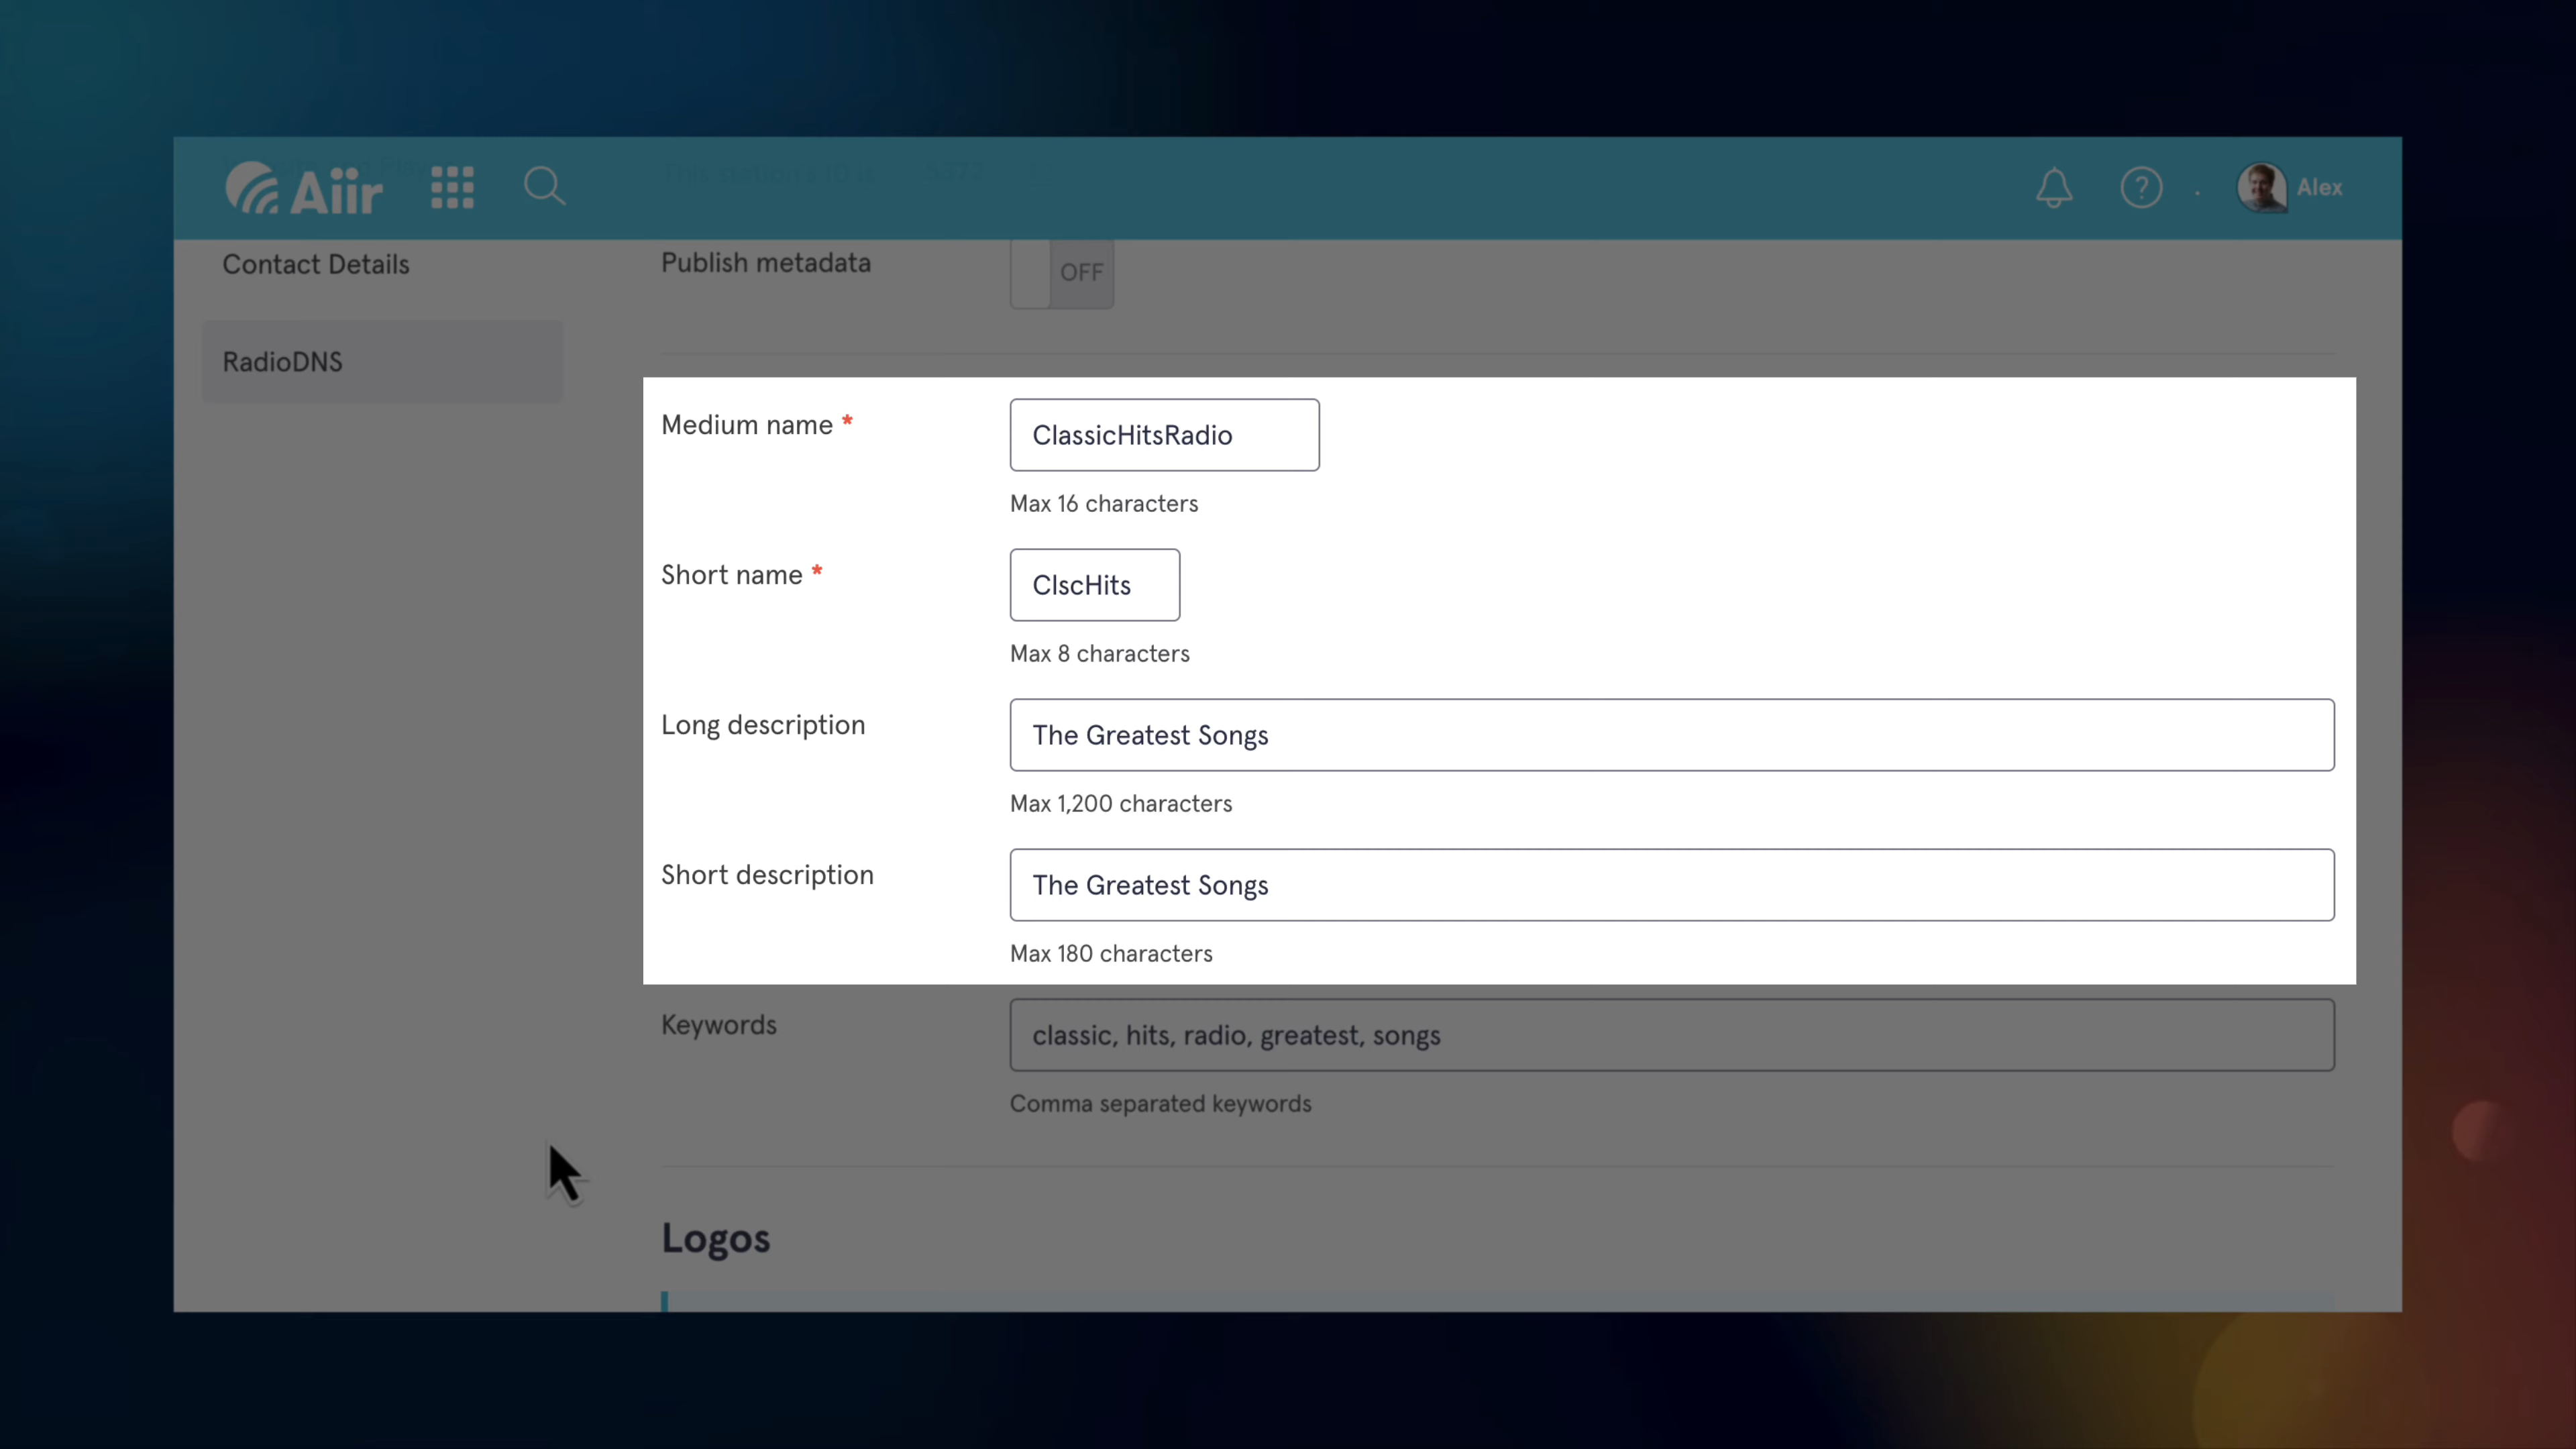 Aiir
Alex
Contact Details
Publish metadata
OFF
RadioDNS
Medium name *
ClassicHitsRadio
Max 16 characters
Short name *
ClscHits
Max 8 characters
Long description
The Greatest Songs
Max 1,200 characters
Short description
The Greatest Songs
Max 180 characters
Keywords
classic, hits, radio, greatest, songs
Comma separated keywords
Logos